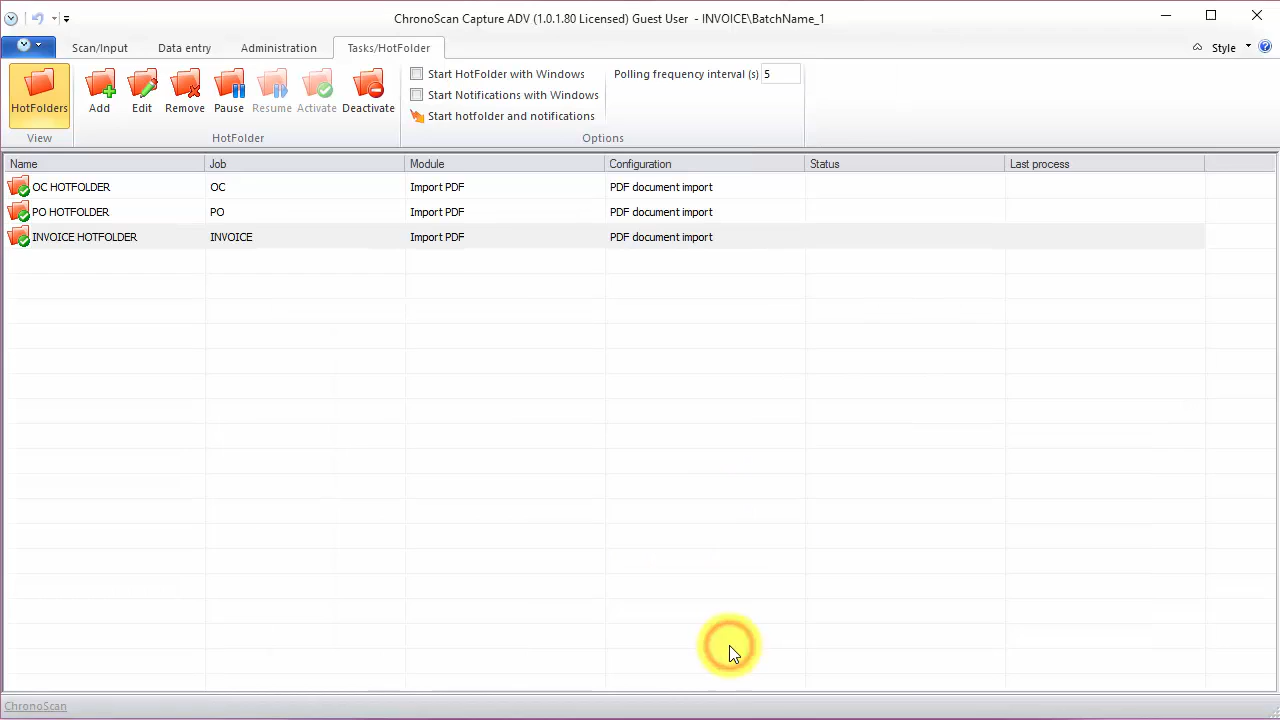 ChronoScan Capture ADV (1.0.1.80 Licensed) Guest User - INVOICE\BatchName_1
Scan/Input Data entry Administration Tasks/HotFolder Style
HotFolders Add Edit Remove Pause Resume Activate Deactivate
Start HotFolder with Windows Polling frequency interval (s) 5
Start Notifications with Windows
Start hotfolder and notifications
View HotFolder Options
Name Job Module Configuration Status Last process
OC HOTFOLDER OC Import PDF PDF document import
PO HOTFOLDER PO Import PDF PDF document import
INVOICE HOTFOLDER INVOICE Import PDF PDF document import
ChronoScan